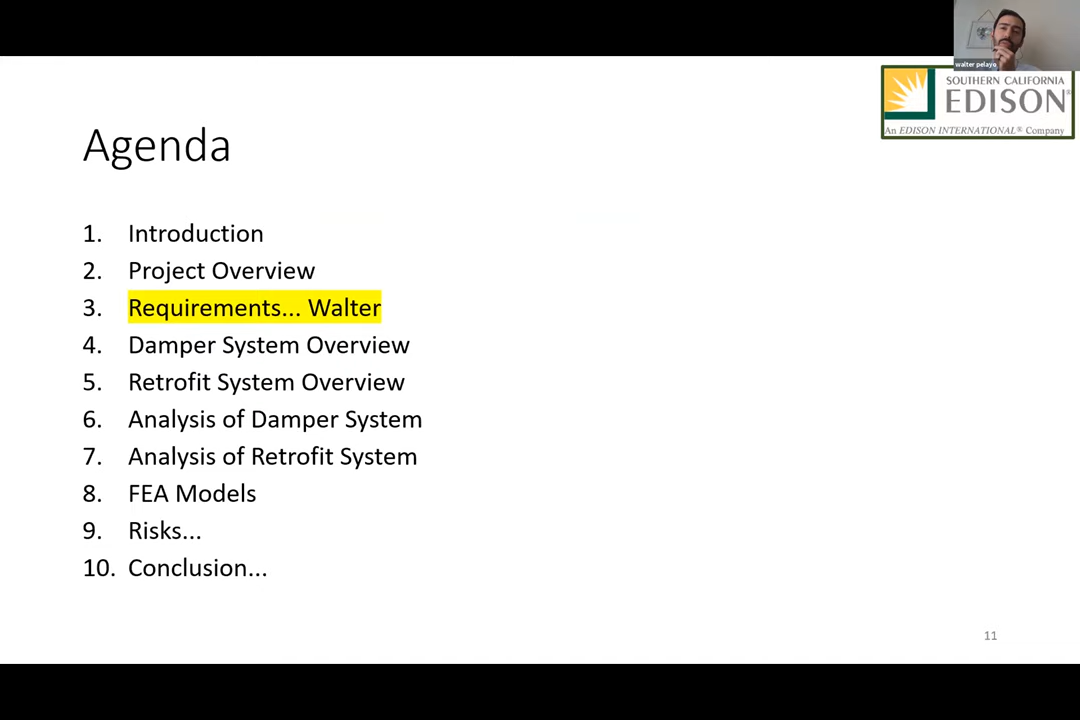 walter pelayo
SOUTHERN CALIFORNIA
EDISON®
An EDISON INTERNATIONAL® Company
Agenda
1. Introduction
2. Project Overview
3. Requirements... Walter
4. Damper System Overview
5. Retrofit System Overview
6. Analysis of Damper System
7. Analysis of Retrofit System
8. FEA Models
9. Risks...
10. Conclusion...
11